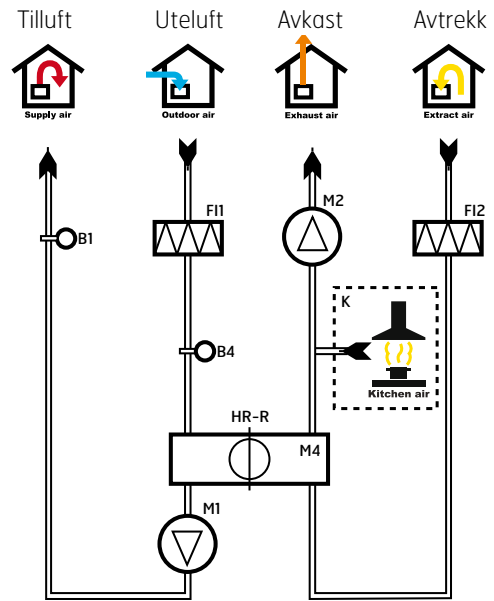 Tilluft Uteluft Avkast Avtrekk
Supply air Outdoor air Exhaust air Extract air
M2
FI1 FI2
B1
K
B4
Kitchen air
HR-R
M4
M1